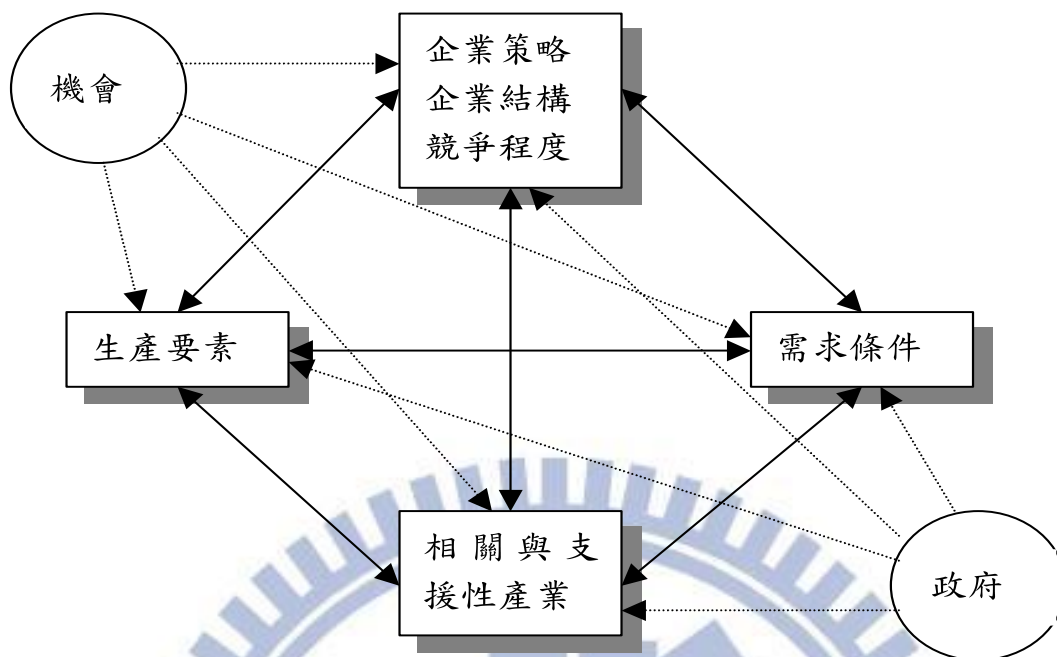 機會
企業策略
企業結構
競爭程度
生產要素
需求條件
相關與支
援性產業
政府